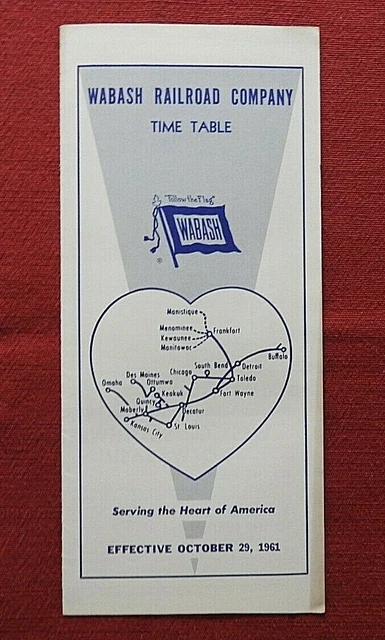 WABASH RAILROAD COMPANY
TIME TABLE
"Follow the Flag"
WABASH
®
Manistique
Menominee
Frankfort
Kewaunee
Manitowoc
Buffalo
South Bend
Detroit
Chicago
Toledo
Des Moines
Omaha
Ottumwa
Keokuk
Fort Wayne
Quincy
Moberly
Decatur
Kansas City
St. Louis
Serving the Heart of America
EFFECTIVE OCTOBER 29, 1961